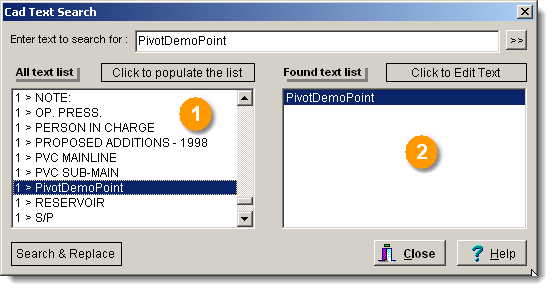 Cad Text Search
Enter text to search for : PivotDemoPoint >>
All text list Click to populate the list Found text list Click to Edit Text
1 > NOTE:
1 > OP. PRESS.
1 > PERSON IN CHARGE
1 > PROPOSED ADDITIONS - 1998
1 > PVC MAINLINE
1 > PVC SUB-MAIN
1 > PivotDemoPoint
1 > RESERVOIR
1 > S/P
1
PivotDemoPoint
2
Search & Replace Close ? Help